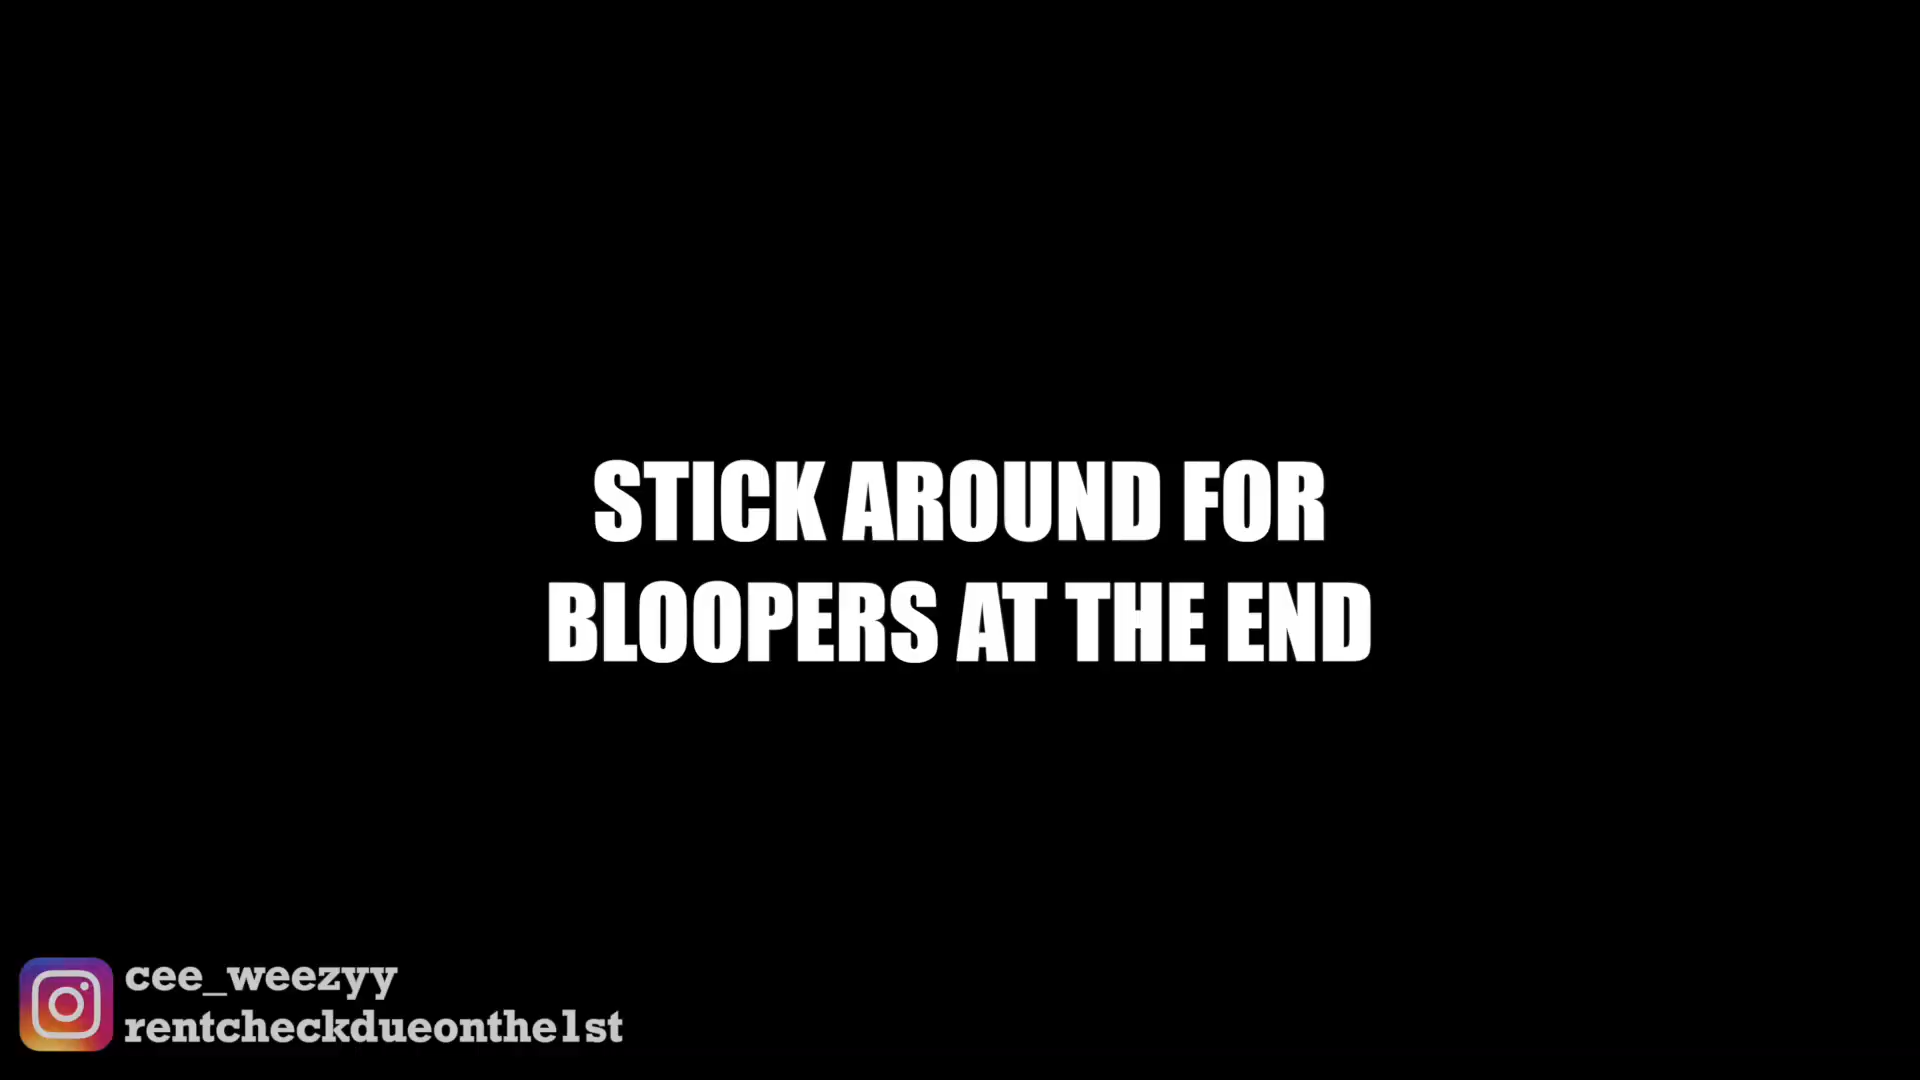 STICK AROUND FOR
BLOOPERS AT THE END
cee_weezyy
rentcheckdueonthe1st